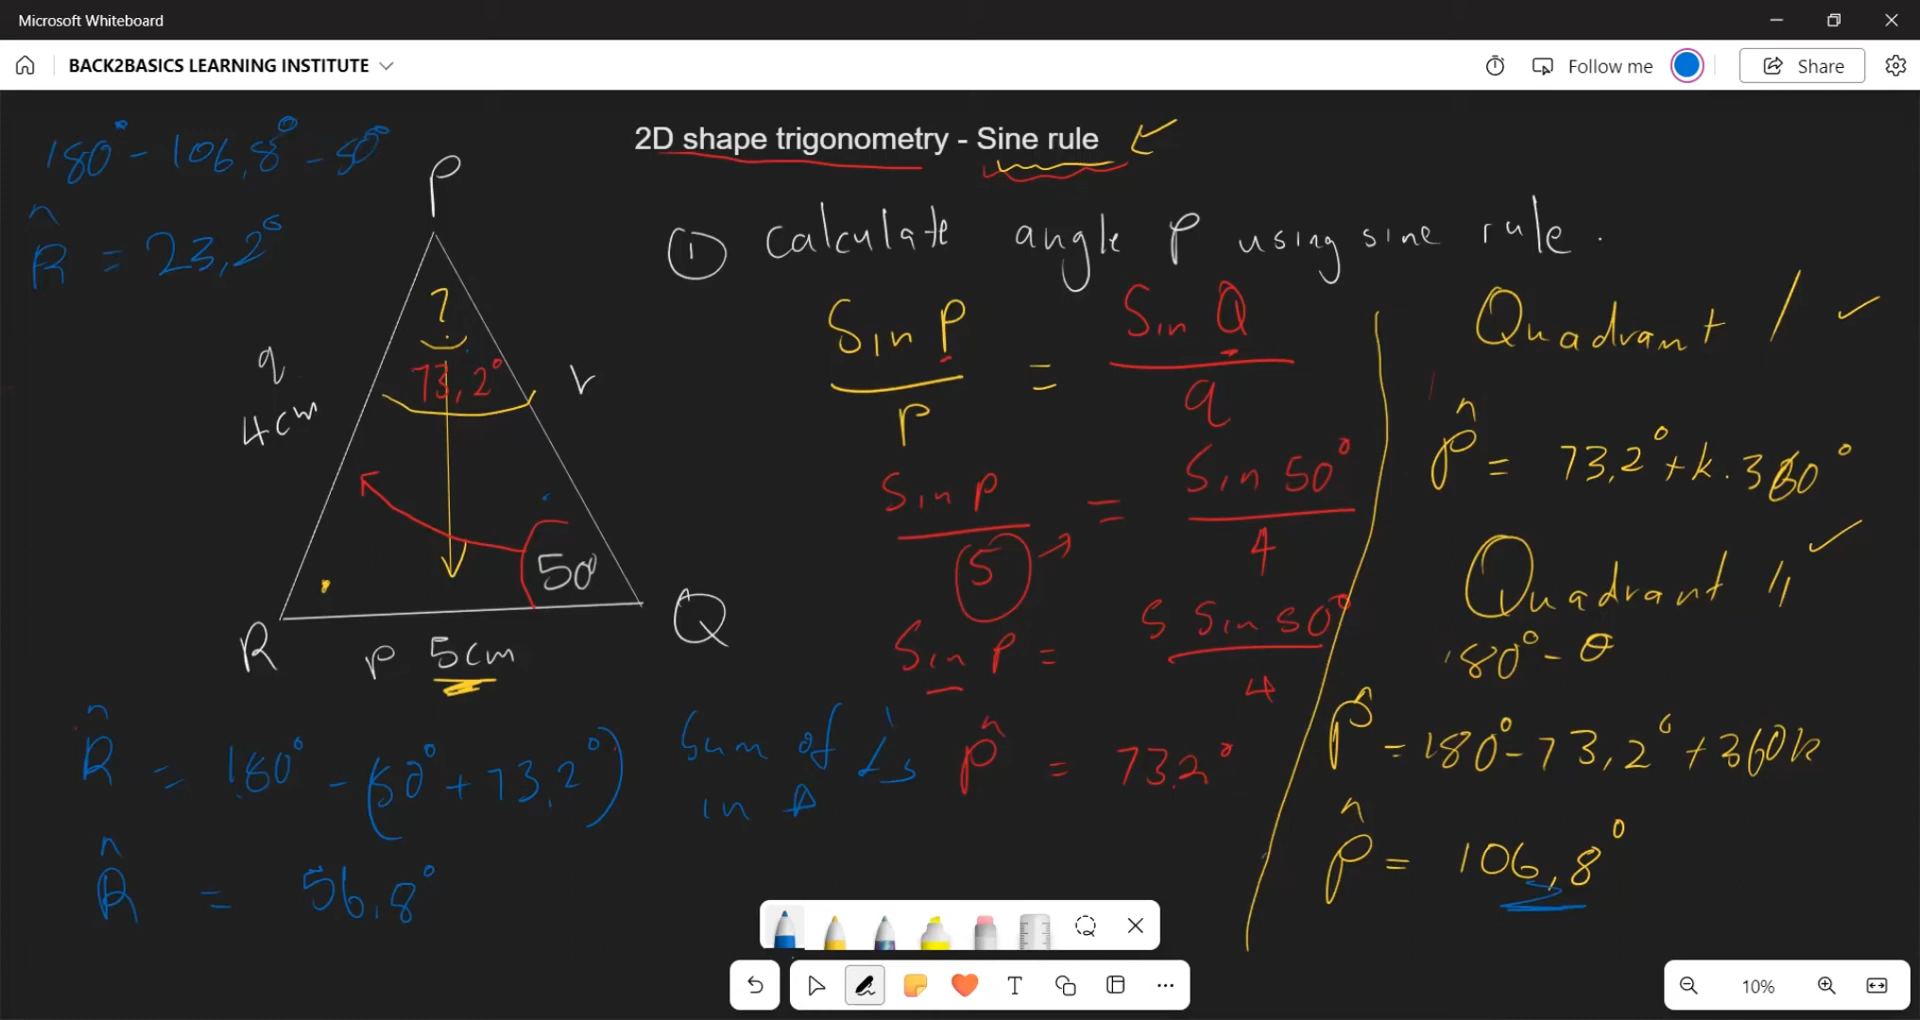 Microsoft Whiteboard
BACK2BASICS LEARNING INSTITUTE
Follow me
Share
2D shape trigonometry - Sine rule
180° - 106,8° - 50°
R̂ = 23,2°
P
① Calculate angle P using sine rule.
?
73,2°
q
4cm
r
50°
R
Q
p 5cm
Sin P / p = Sin Q / q
Sin P / 5 = Sin 50° / 4
Sin P = 5 Sin 50° / 4
P̂ = 73,2°
Quadrant 1 ✓
P̂ = 73,2° + k.360°
Quadrant 11 ✓
180° - θ
P̂ = 180° - 73,2° + 360k
P̂ = 106,8°
R̂ = 180° - (50° + 73,2°) Sum of ∠s
in Δ
R̂ = 56,8°
10%